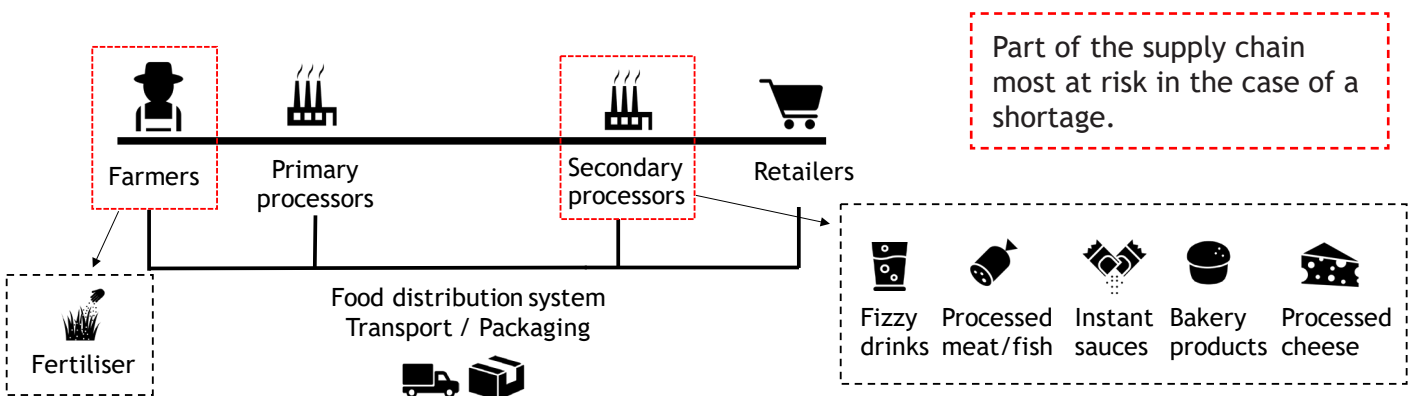 Part of the supply chain
most at risk in the case of a
shortage.
Farmers
Primary
processors
Secondary
processors
Retailers
Food distribution system
Transport / Packaging
Fertiliser
Fizzy
drinks
Processed
meat/fish
Instant
sauces
Bakery
products
Processed
cheese